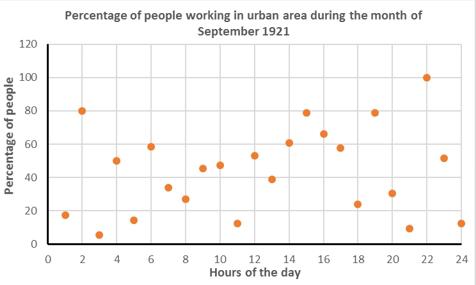 Percentage of people working in urban area during the month of
September 1921
Percentage of people
120
100
80
60
40
20
0
0 2 4 6 8 10 12 14 16 18 20 22 24
Hours of the day